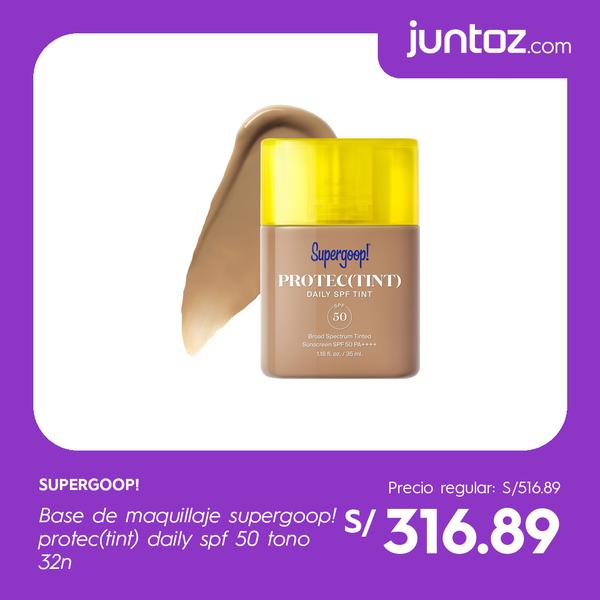 juntoz.com
Supergoop!
PROTEC(TINT)
DAILY SPF TINT
SPF
50
Broad Spectrum Tinted
Sunscreen SPF 50 PA++++
1.18 fl. oz. / 35 ml.
SUPERGOOP!
Base de maquillaje supergoop!
protec(tint) daily spf 50 tono
32n
Precio regular: S/516.89
S/ 316.89